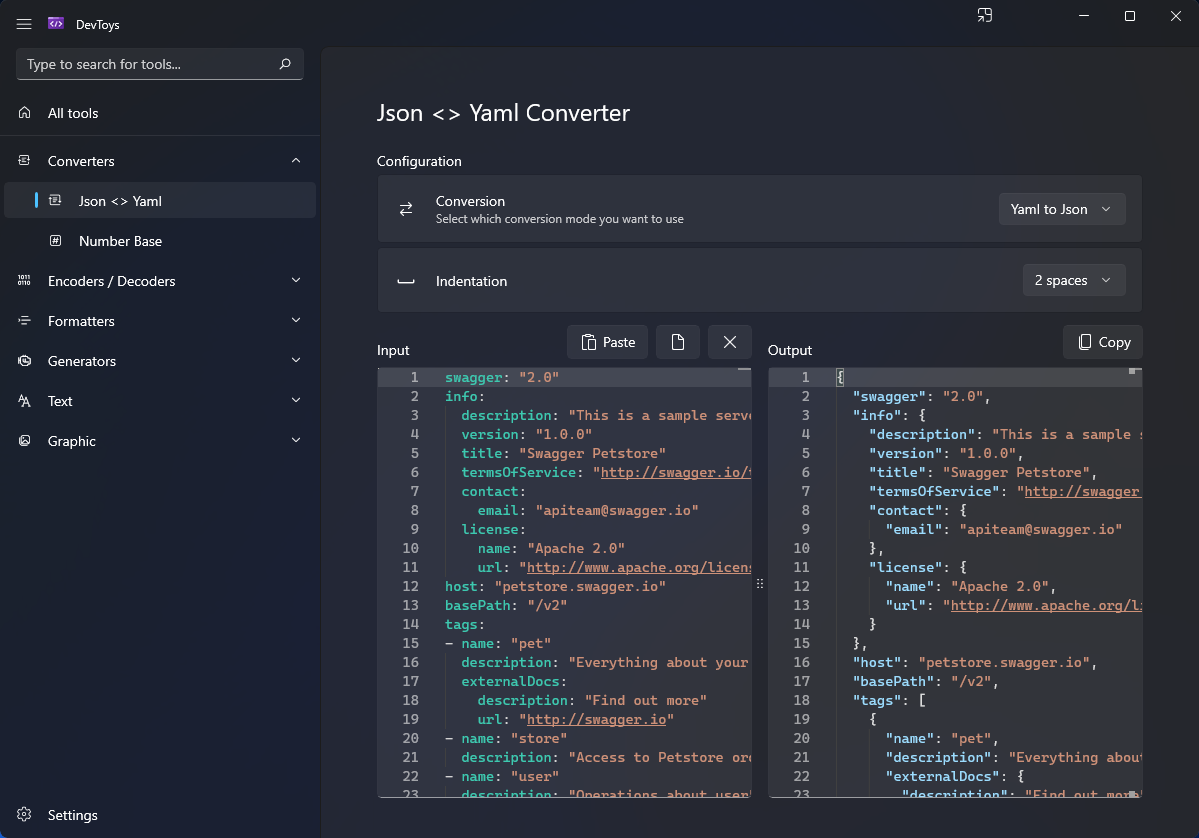 DevToys
Type to search for tools...
All tools
Converters
Json <> Yaml
Number Base
Encoders / Decoders
Formatters
Generators
Text
Graphic
Settings
Json <> Yaml Converter
Configuration
Conversion
Select which conversion mode you want to use
Yaml to Json
Indentation
2 spaces
Input
Paste
1 swagger: "2.0"
2 info:
3 description: "This is a sample serve
4 version: "1.0.0"
5 title: "Swagger Petstore"
6 termsOfService: "http://swagger.io/t
7 contact:
8 email: "apiteam@swagger.io"
9 license:
10 name: "Apache 2.0"
11 url: "http://www.apache.org/licens
12 host: "petstore.swagger.io"
13 basePath: "/v2"
14 tags:
15 - name: "pet"
16 description: "Everything about your
17 externalDocs:
18 description: "Find out more"
19 url: "http://swagger.io"
20 - name: "store"
21 description: "Access to Petstore ord
22 - name: "user"
23 description: "Operations about user"
Output
Copy
1 {
2 "swagger": "2.0",
3 "info": {
4 "description": "This is a sample s
5 "version": "1.0.0",
6 "title": "Swagger Petstore",
7 "termsOfService": "http://swagger
8 "contact": {
9 "email": "apiteam@swagger.io"
10 },
11 "license": {
12 "name": "Apache 2.0",
13 "url": "http://www.apache.org/li
14 }
15 },
16 "host": "petstore.swagger.io",
17 "basePath": "/v2",
18 "tags": [
19 {
20 "name": "pet",
21 "description": "Everything about
22 "externalDocs": {
23 "description": "Find out more"